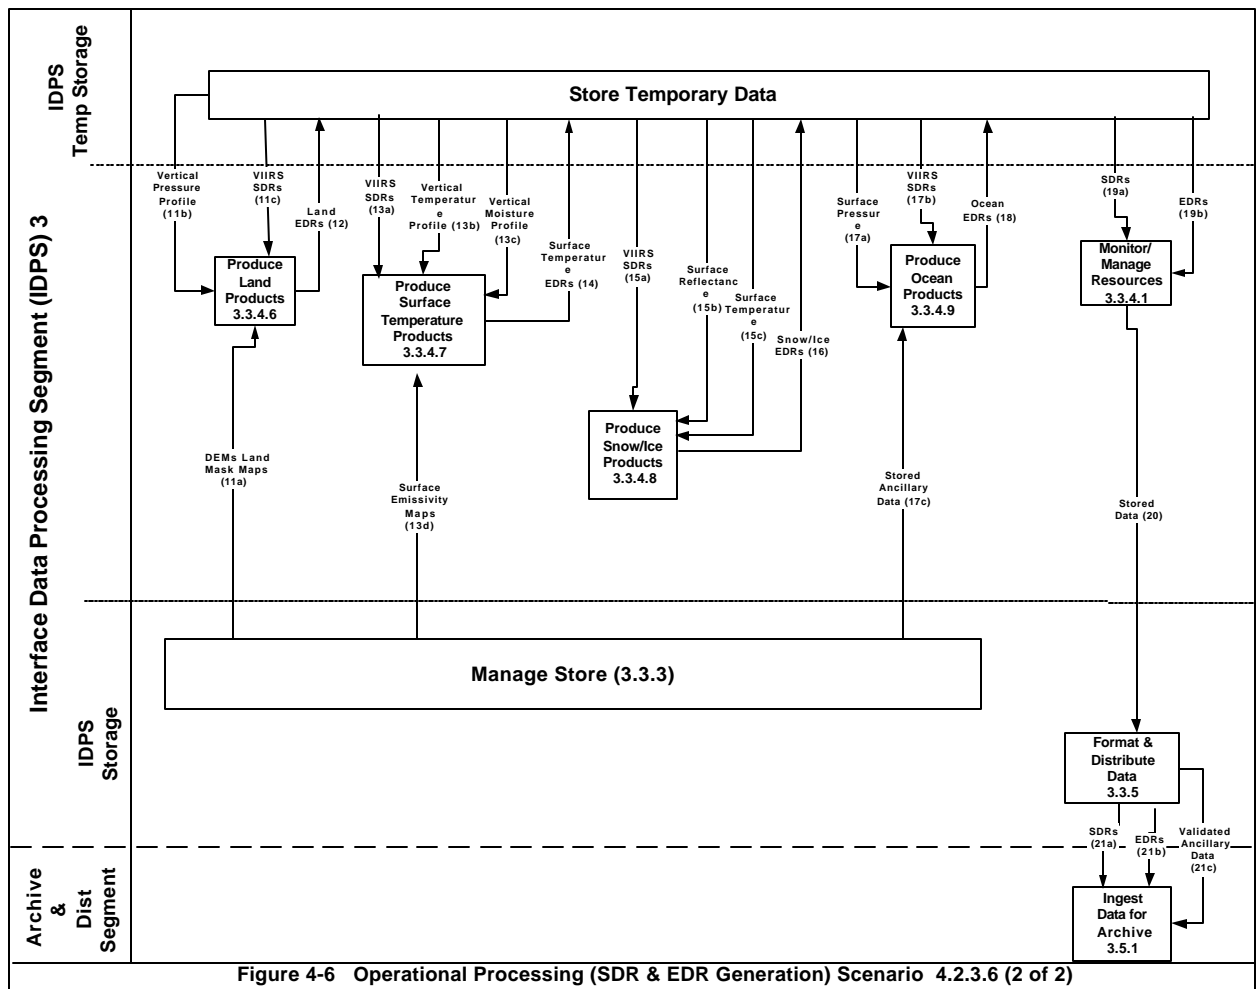 IDPS
Temp Storage
Store Temporary Data
Vertical
Pressure
Profile
(11b)
VIIRS
SDRs
(11c)
Land
EDRs (12)
VIIRS
SDRs
(13a)
Vertical
Temperatur
e
Profile (13b)
Vertical
Moisture
Profile
(13c)
Surface
Temperatur
e
EDRs (14)
VIIRS
SDRs
(15a)
Surface
Reflectanc
e
(15b)
Surface
Temperatur
e
(15c)
Snow/Ice
EDRs (16)
Surface
Pressur
e
(17a)
VIIRS
SDRs
(17b)
Ocean
EDRs (18)
SDRs
(19a)
EDRs
(19b)
Interface Data Processing Segment (IDPS) 3
Produce
Land
Products
3.3.4.6
Produce
Surface
Temperature
Products
3.3.4.7
Produce
Snow/Ice
Products
3.3.4.8
Produce
Ocean
Products
3.3.4.9
Monitor/
Manage
Resources
3.3.4.1
DEMs Land
Mask Maps
(11a)
Surface
Emissivity
Maps
(13d)
Stored
Ancillary
Data (17c)
Stored
Data (20)
IDPS
Storage
Manage Store (3.3.3)
Format &
Distribute
Data
3.3.5
SDRs
(21a)
EDRs
(21b)
Validated
Ancillary
Data
(21c)
Archive
&
Dist
Segment
Ingest
Data for
Archive
3.5.1
Figure 4-6 Operational Processing (SDR & EDR Generation) Scenario 4.2.3.6 (2 of 2)